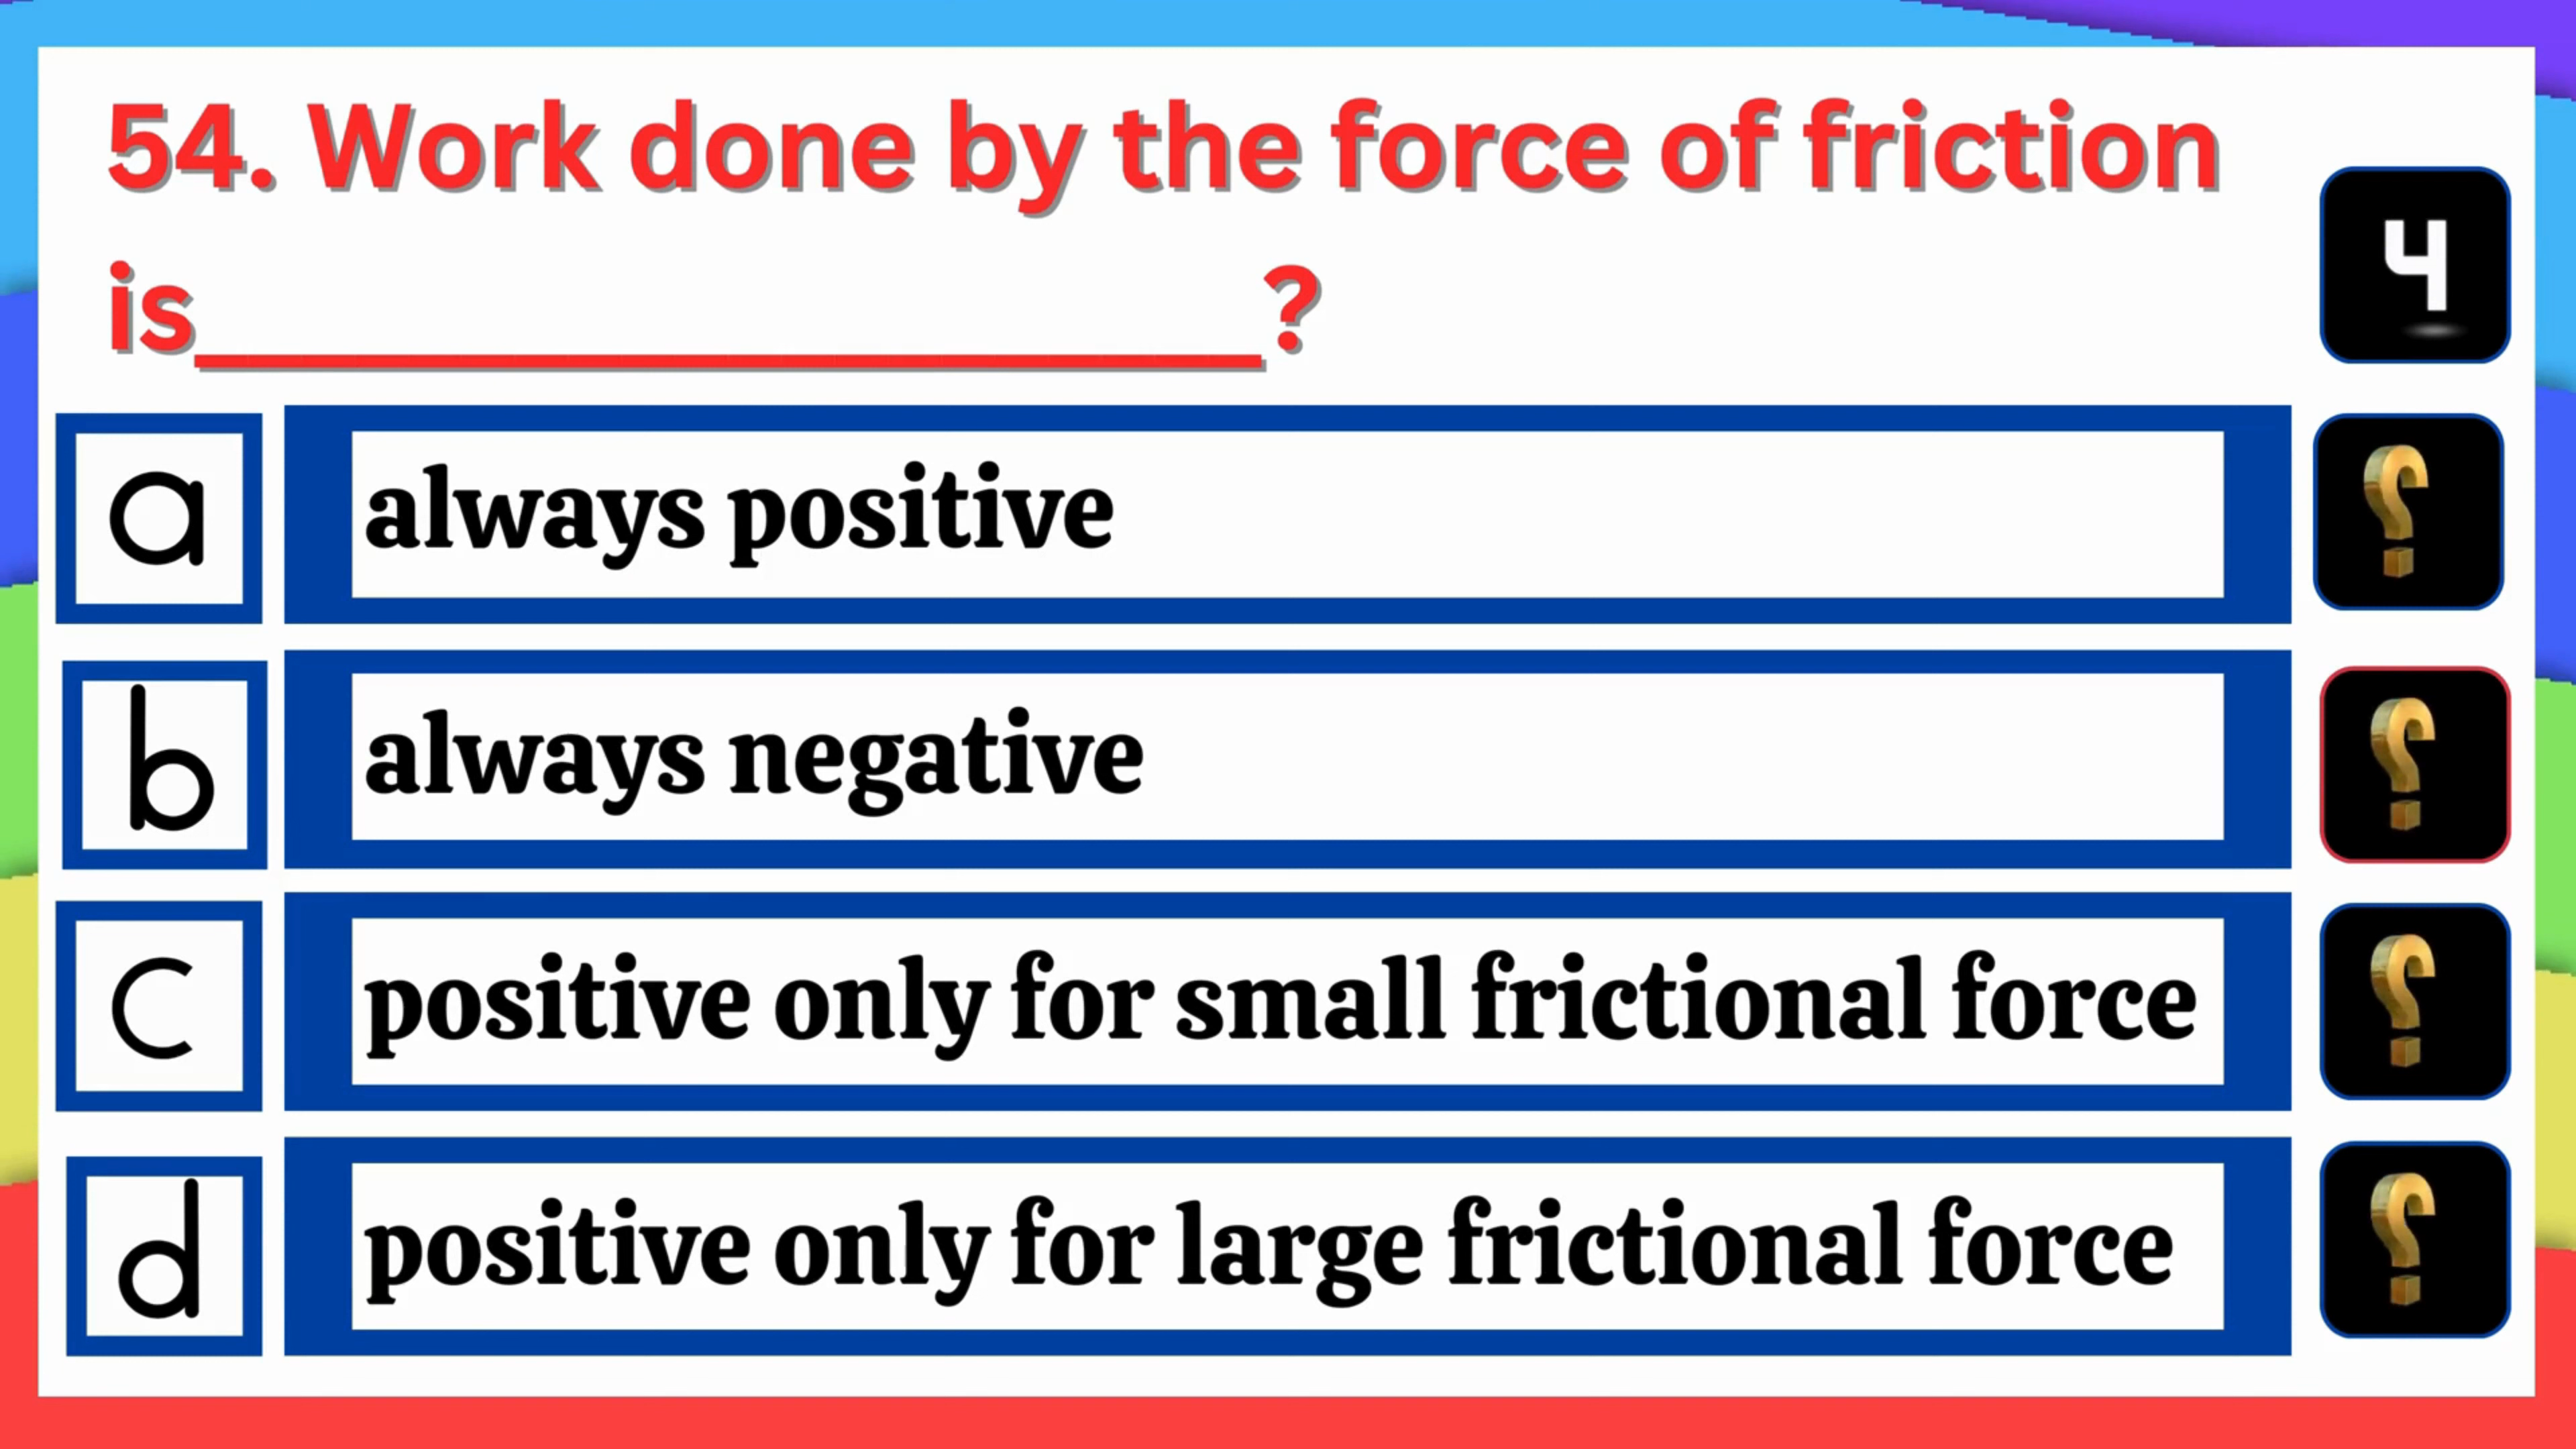 54. Work done by the force of friction
is____________________?
4
a
always positive
?
b
always negative
?
c
positive only for small frictional force
?
d
positive only for large frictional force
?